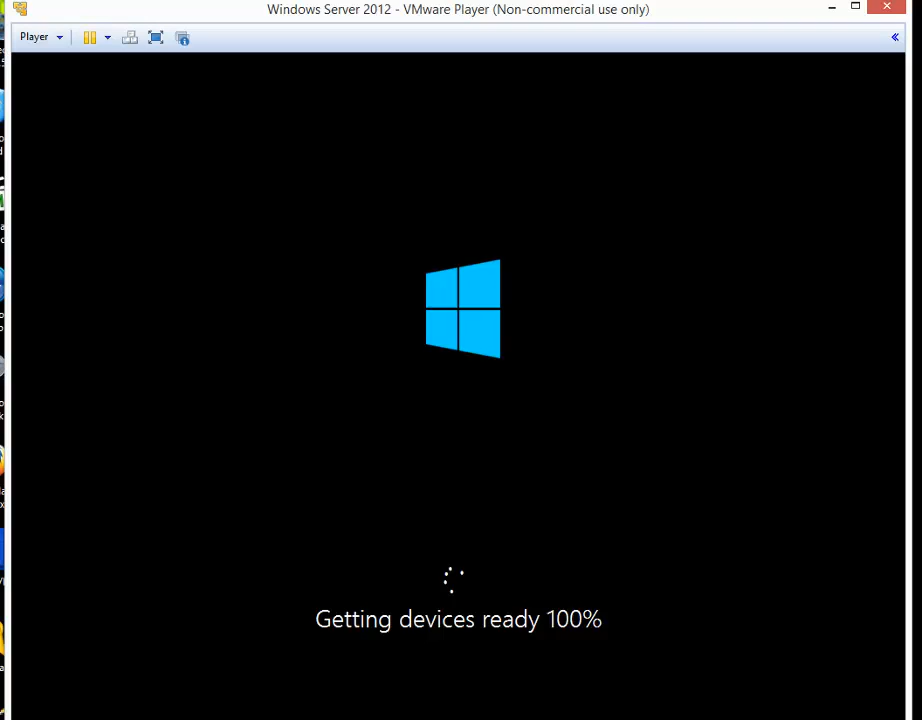 Windows Server 2012 - VMware Player (Non-commercial use only)
Player
Getting devices ready 100%